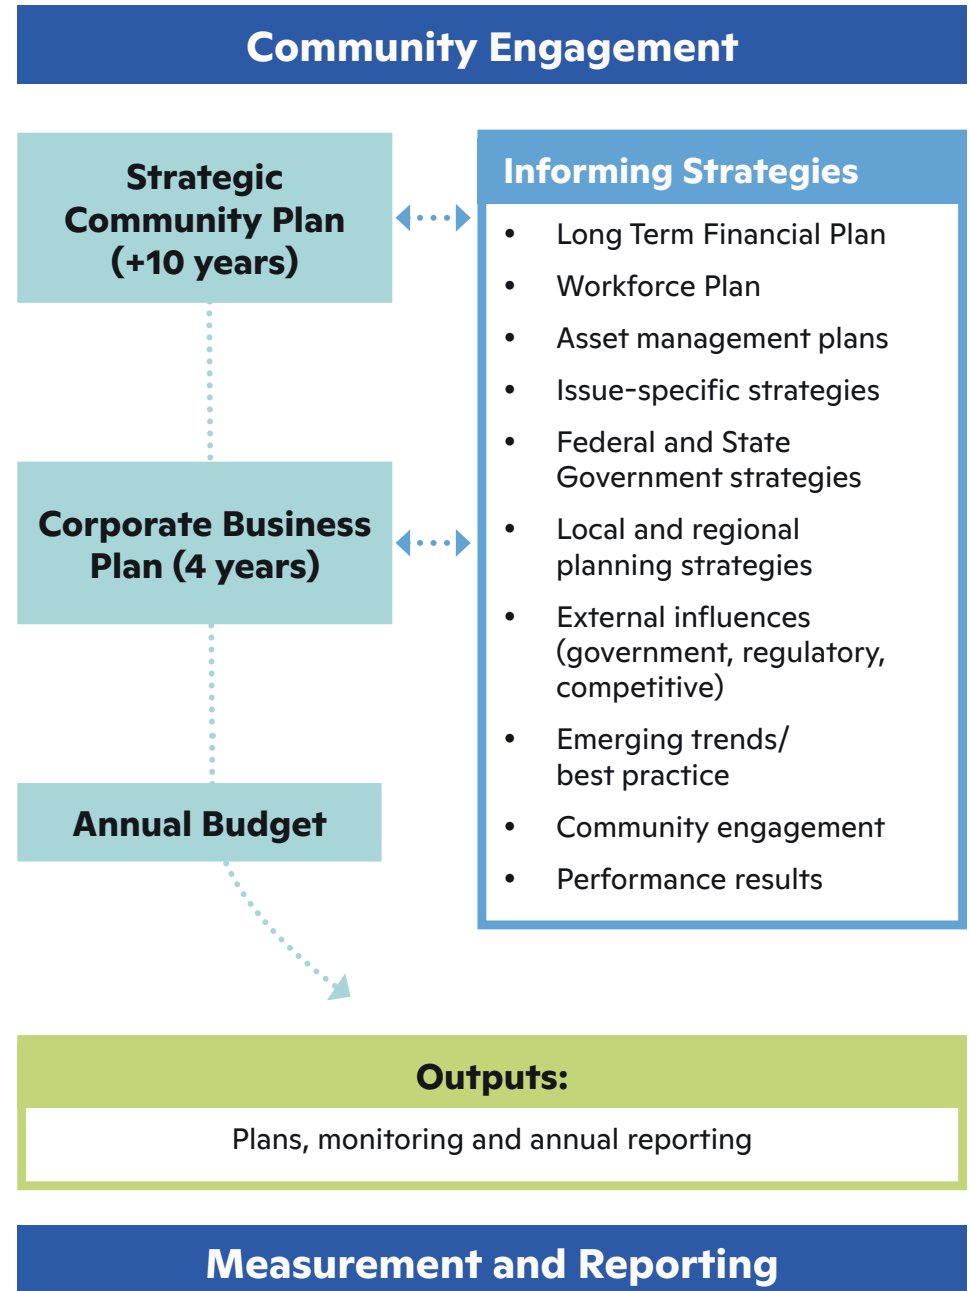 Community Engagement
Strategic
Community Plan
(+10 years)
Corporate Business
Plan (4 years)
Annual Budget
Informing Strategies
• Long Term Financial Plan
• Workforce Plan
• Asset management plans
• Issue-specific strategies
• Federal and State
Government strategies
• Local and regional
planning strategies
• External influences
(government, regulatory,
competitive)
• Emerging trends/
best practice
• Community engagement
• Performance results
Outputs:
Plans, monitoring and annual reporting
Measurement and Reporting